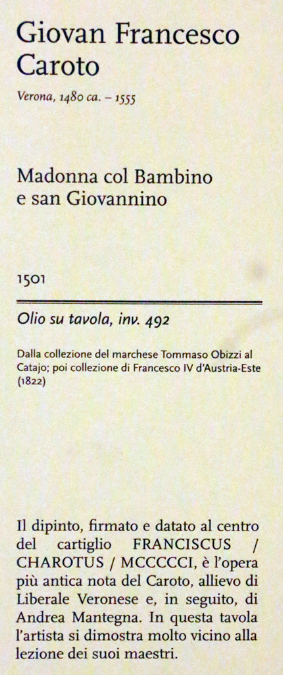 Giovan Francesco
Caroto
Verona, 1480 ca. – 1555
Madonna col Bambino
e san Giovannino
1501
Olio su tavola, inv. 492
Dalla collezione del marchese Tommaso Obizzi al
Catajo; poi collezione di Francesco IV d'Austria-Este
(1822)
Il dipinto, firmato e datato al centro
del cartiglio FRANCISCUS /
CHAROTUS / MCCCCCI, è l'opera
più antica nota del Caroto, allievo di
Liberale Veronese e, in seguito, di
Andrea Mantegna. In questa tavola
l'artista si dimostra molto vicino alla
lezione dei suoi maestri.